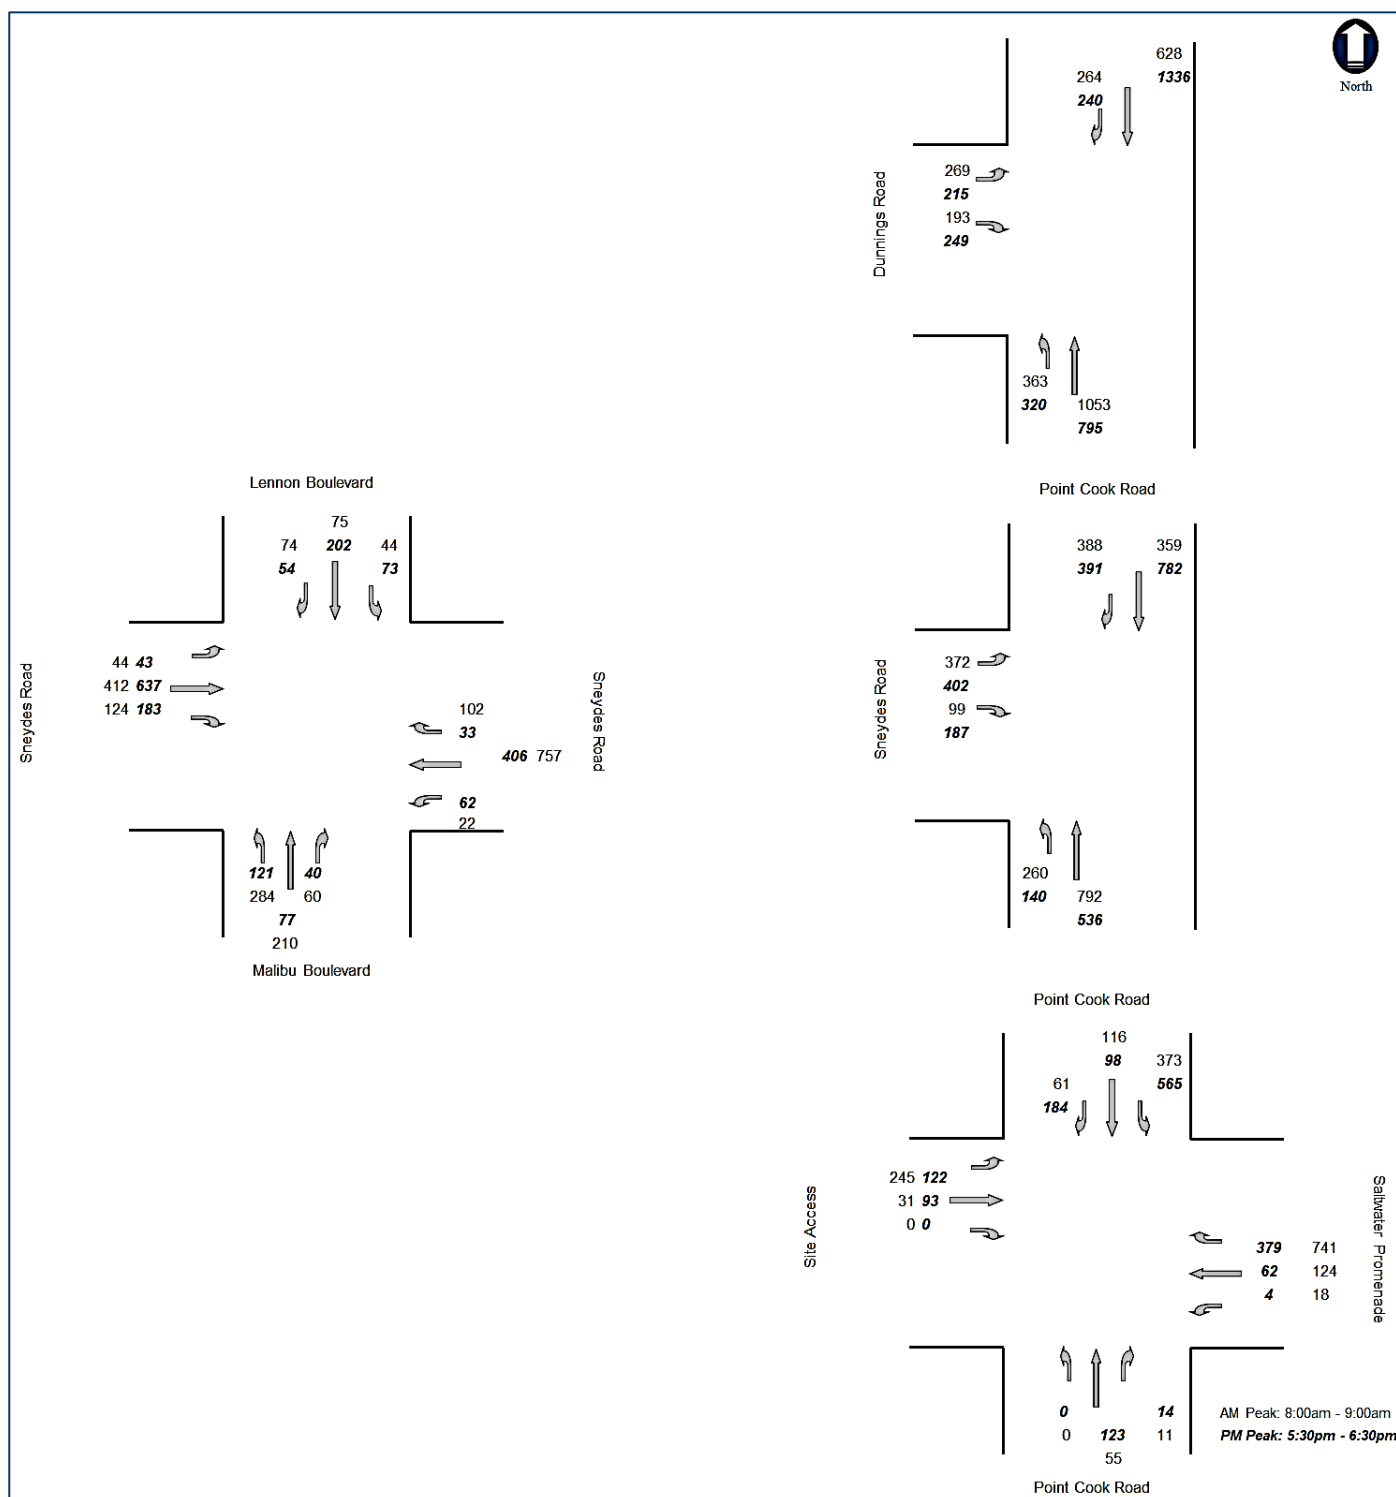 North
628
264 1336
240
Dunnings Road
269
215
193
249
363
320 1053
795
Point Cook Road
Lennon Boulevard
75
74 202 44
54 73
Sneydes Road
44 43
412 637
124 183
102
33
406 757
62
22
Sneydes Road
121 40
284 60
77
210
Malibu Boulevard
388 359
391 782
Sneydes Road
372
402
99
187
260
140 792
536
Point Cook Road
116
98 373
61 565
184
Site Access
245 122
31 93
0 0
379 741
62 124
4 18
Saltwater Promenade
0 14
0 123 11
55
Point Cook Road
AM Peak: 8:00am - 9:00am
PM Peak: 5:30pm - 6:30pm